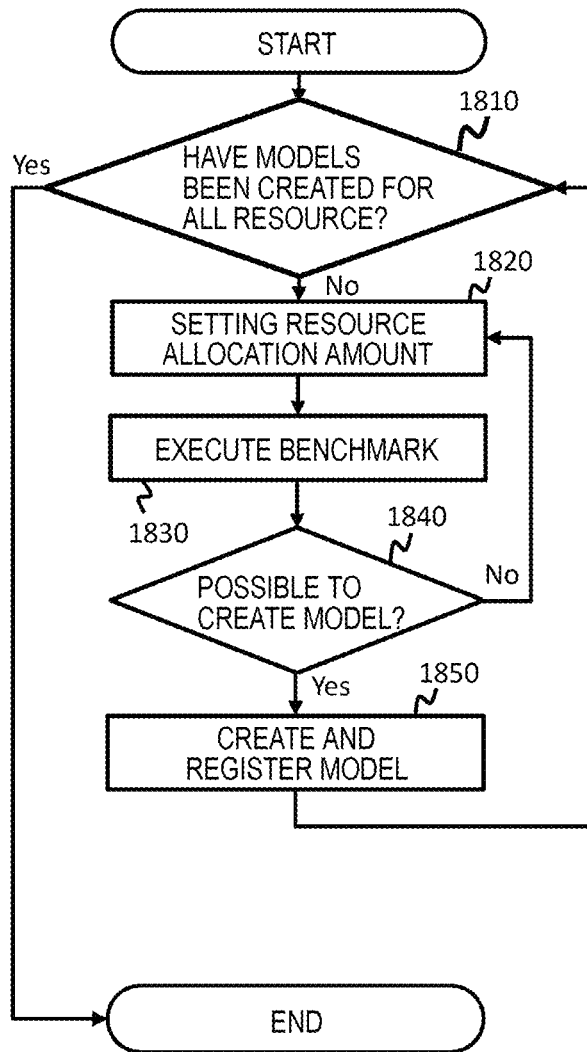 START
1810
Yes
HAVE MODELS
BEEN CREATED FOR
ALL RESOURCE?
No
1820
SETTING RESOURCE
ALLOCATION AMOUNT
EXECUTE BENCHMARK
1830
1840
No
POSSIBLE TO
CREATE MODEL?
Yes
1850
CREATE AND
REGISTER MODEL
END